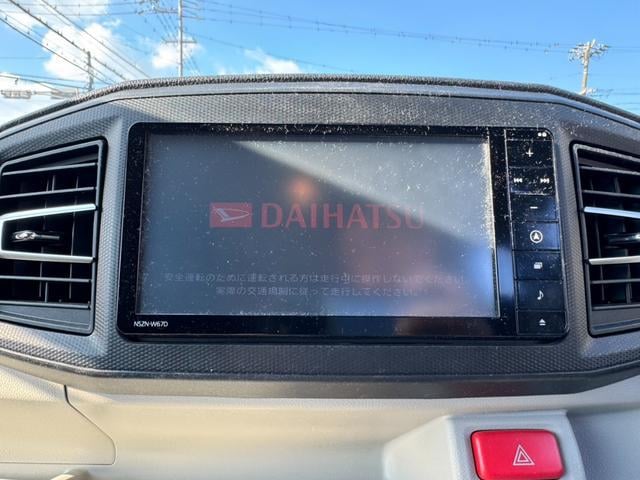 DAIHATSU
安全運転のために運転される方は走行中に操作しないでください
実際の交通規制に従って走行してください。
NSZN-W67D